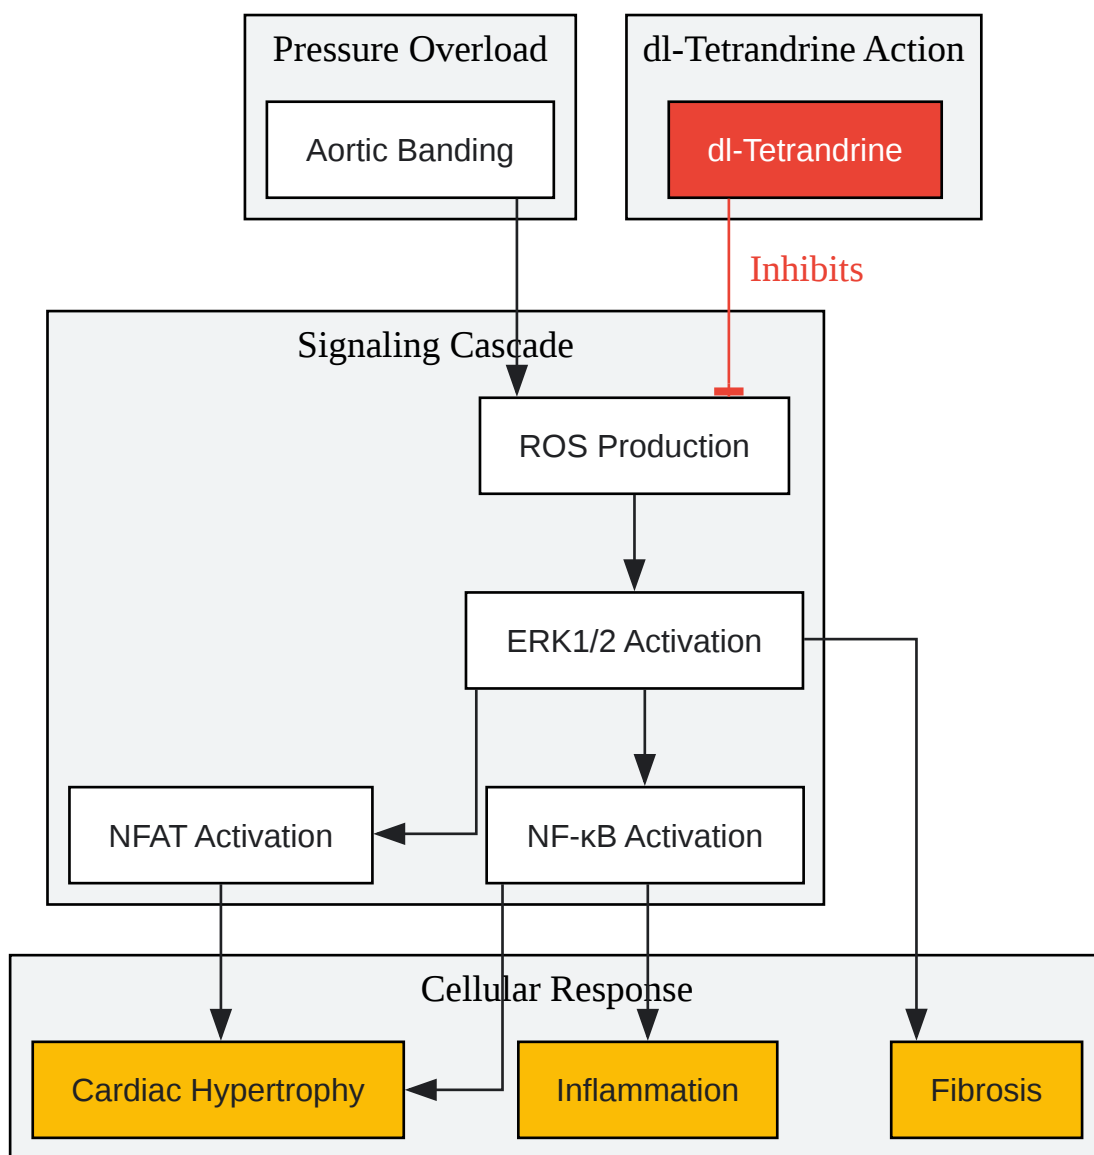 Pressure Overload
dl-Tetrandrine Action
Aortic Banding
dl-Tetrandrine
Inhibits
Signaling Cascade
ROS Production
ERK1/2 Activation
NFAT Activation
NF-κB Activation
Cellular Response
Cardiac Hypertrophy
Inflammation
Fibrosis